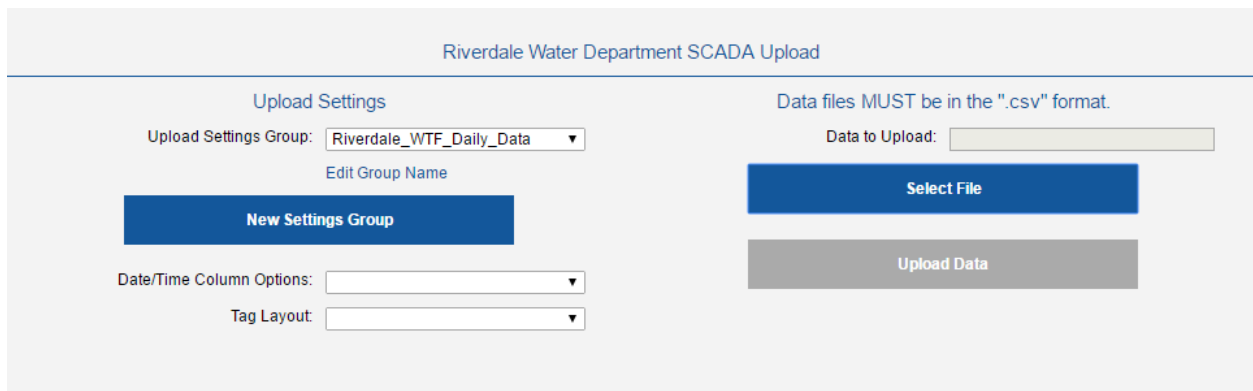 Riverdale Water Department SCADA Upload
Upload Settings
Upload Settings Group: Riverdale_WTF_Daily_Data
Edit Group Name
New Settings Group
Date/Time Column Options:
Tag Layout:
Data files MUST be in the ".csv" format.
Data to Upload:
Select File
Upload Data